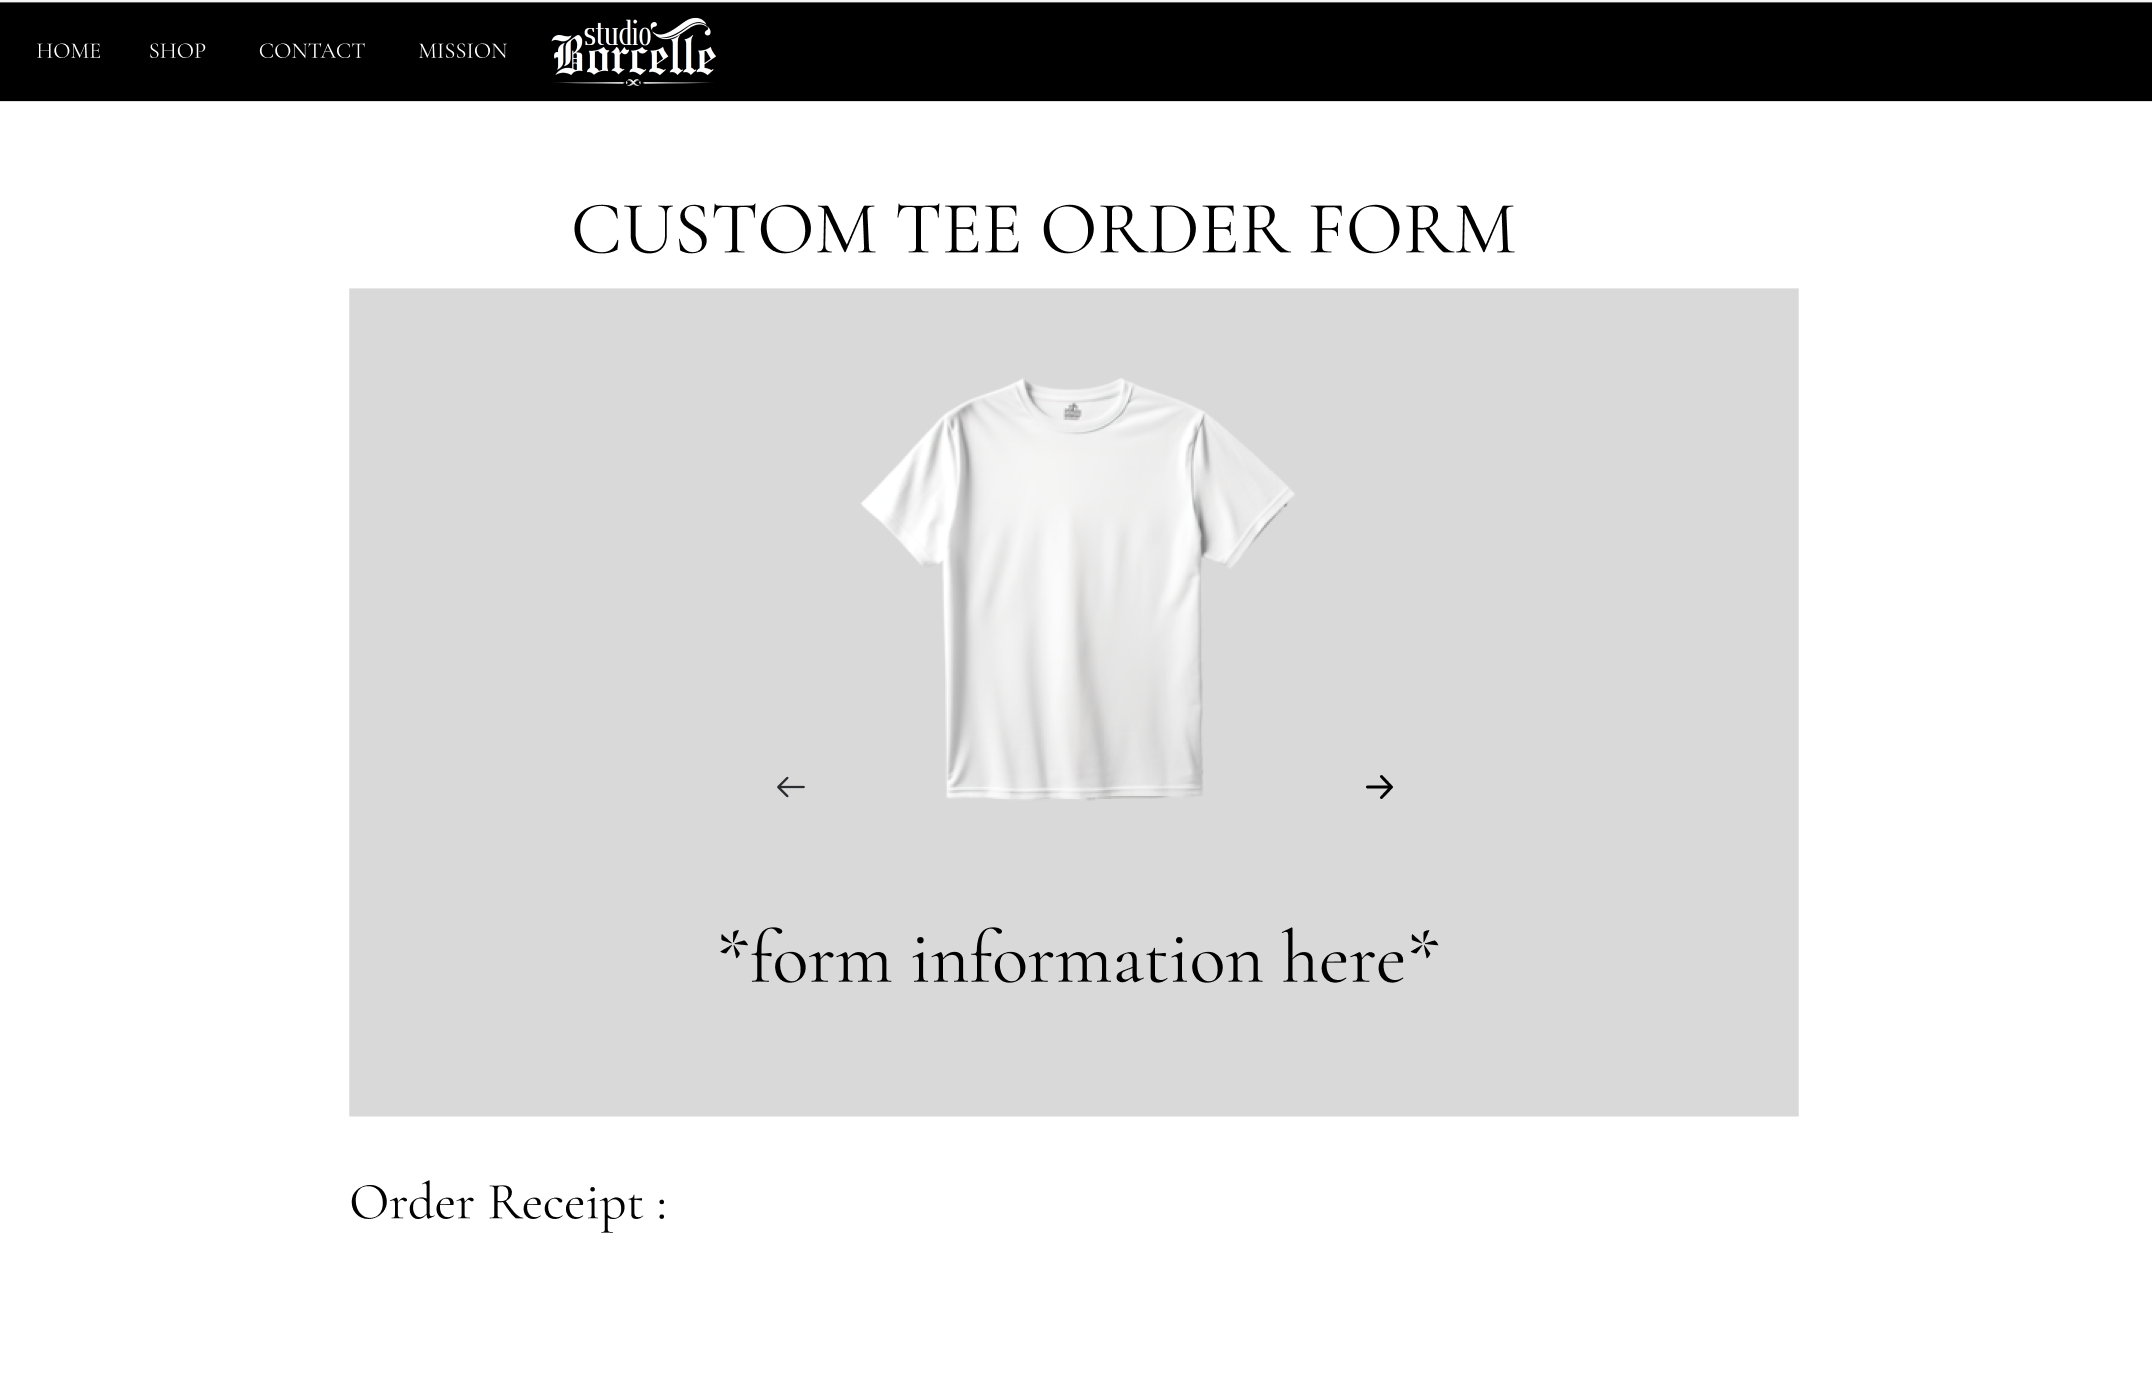 HOME SHOP CONTACT MISSION
studio
Borcelle
CUSTOM TEE ORDER FORM
*form information here*
Order Receipt :